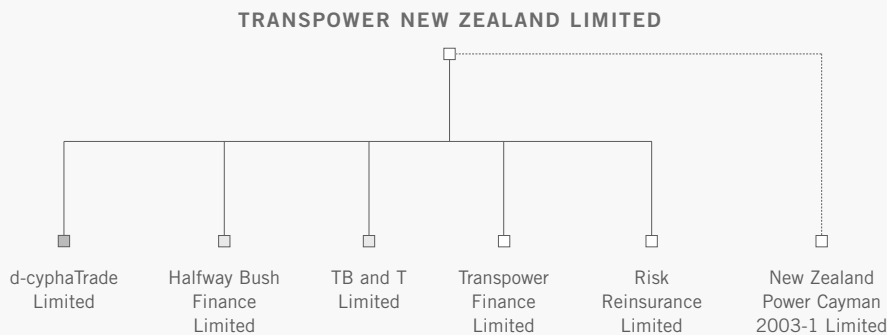 TRANSPOWER NEW ZEALAND LIMITED
d-cyphaTrade
Limited
Halfway Bush
Finance
Limited
TB and T
Limited
Transpower
Finance
Limited
Risk
Reinsurance
Limited
New Zealand
Power Cayman
2003-1 Limited